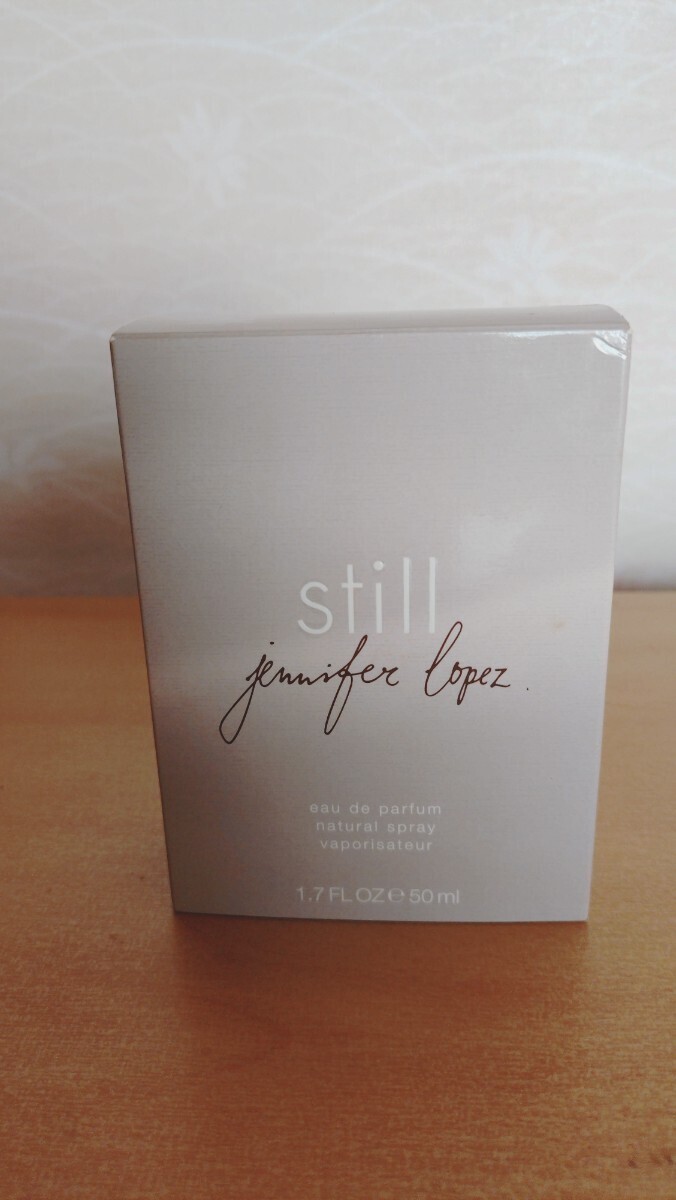 still
jennifer lopez.
eau de parfum
natural spray
vaporisateur
1.7 FL OZ ℮ 50 ml